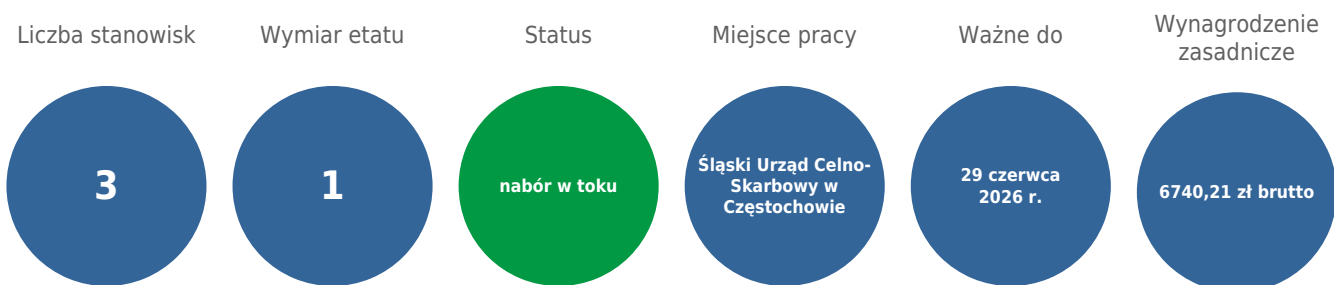 Liczba stanowisk
3
Wymiar etatu
1
Status
nabór w toku
Miejsce pracy
Śląski Urząd Celno-
Skarbowy w
Częstochowie
Ważne do
29 czerwca
2026 r.
Wynagrodzenie
zasadnicze
6740,21 zł brutto